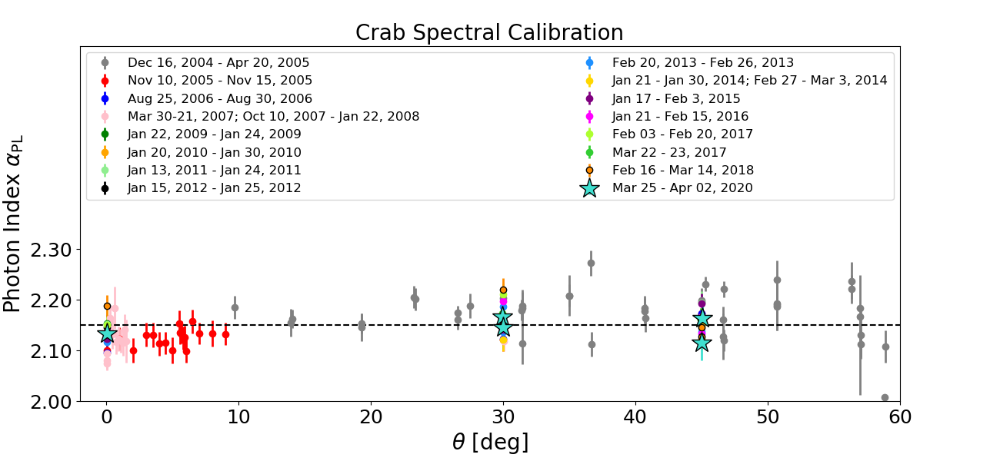 Crab Spectral Calibration
Dec 16, 2004 - Apr 20, 2005
Nov 10, 2005 - Nov 15, 2005
Aug 25, 2006 - Aug 30, 2006
Mar 30-21, 2007; Oct 10, 2007 - Jan 22, 2008
Jan 22, 2009 - Jan 24, 2009
Jan 20, 2010 - Jan 30, 2010
Jan 13, 2011 - Jan 24, 2011
Jan 15, 2012 - Jan 25, 2012
Feb 20, 2013 - Feb 26, 2013
Jan 21 - Jan 30, 2014; Feb 27 - Mar 3, 2014
Jan 17 - Feb 3, 2015
Jan 21 - Feb 15, 2016
Feb 03 - Feb 20, 2017
Mar 22 - 23, 2017
Feb 16 - Mar 14, 2018
Mar 25 - Apr 02, 2020
Photon Index α_PL
2.30
2.20
2.10
2.00
0 10 20 30 40 50 60
θ [deg]